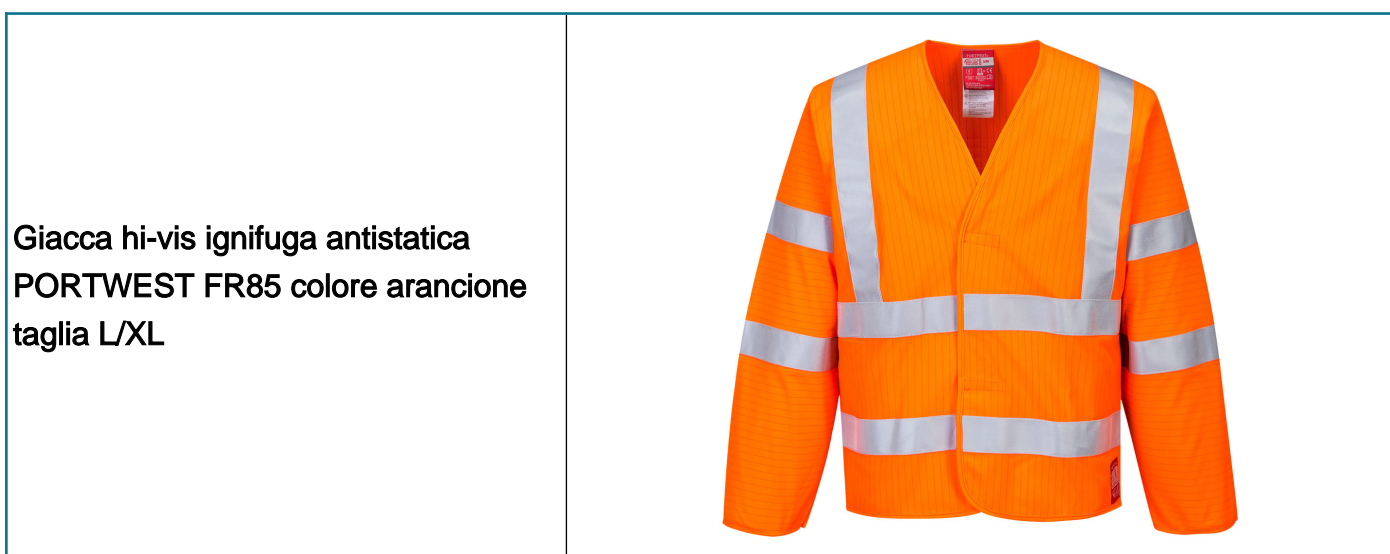 Giacca hi-vis ignifuga antistatica
PORTWEST FR85 colore arancione
taglia L/XL